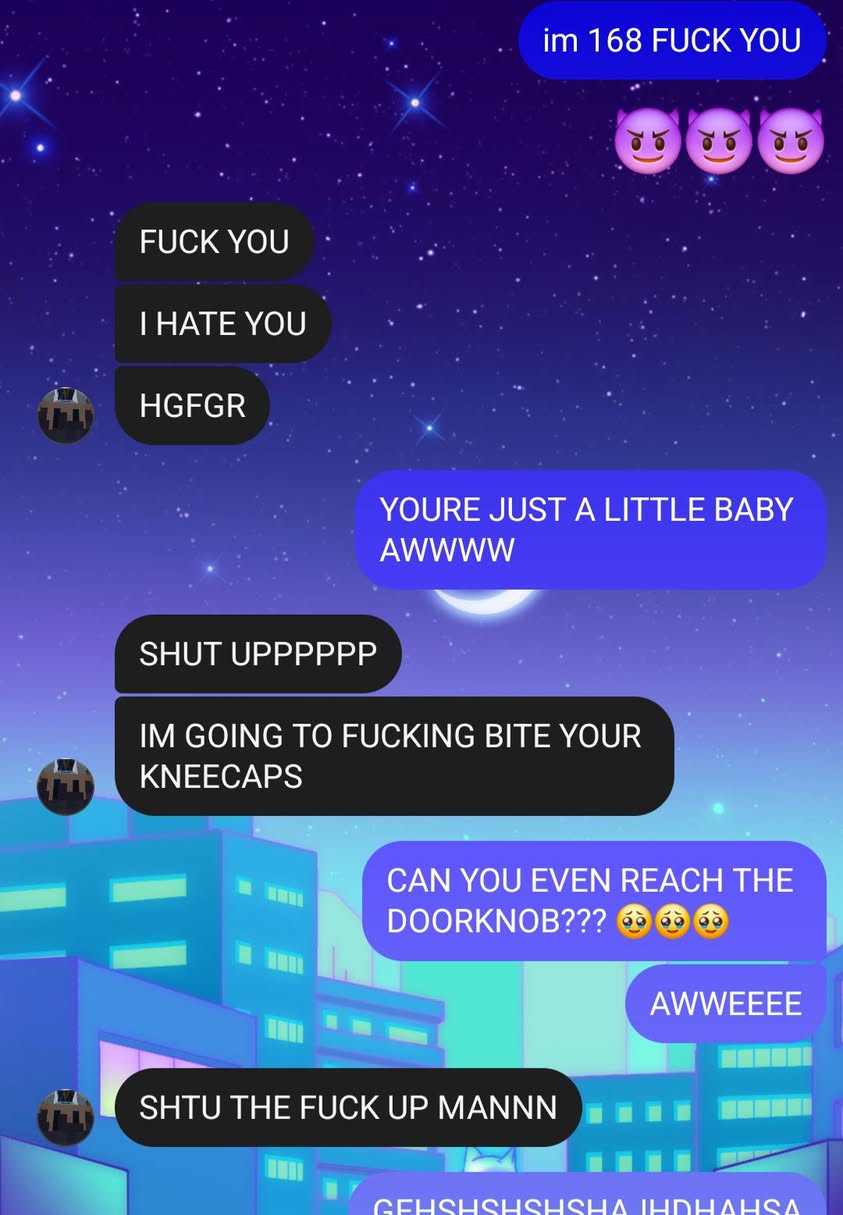 im 168 FUCK YOU
😈😈😈
FUCK YOU
I HATE YOU
HGFGR
YOURE JUST A LITTLE BABY
AWWWW
SHUT UPPPPPP
IM GOING TO FUCKING BITE YOUR
KNEECAPS
CAN YOU EVEN REACH THE
DOORKNOB??? 🥹🥹🥹
AWWEEEE
SHTU THE FUCK UP MANNN